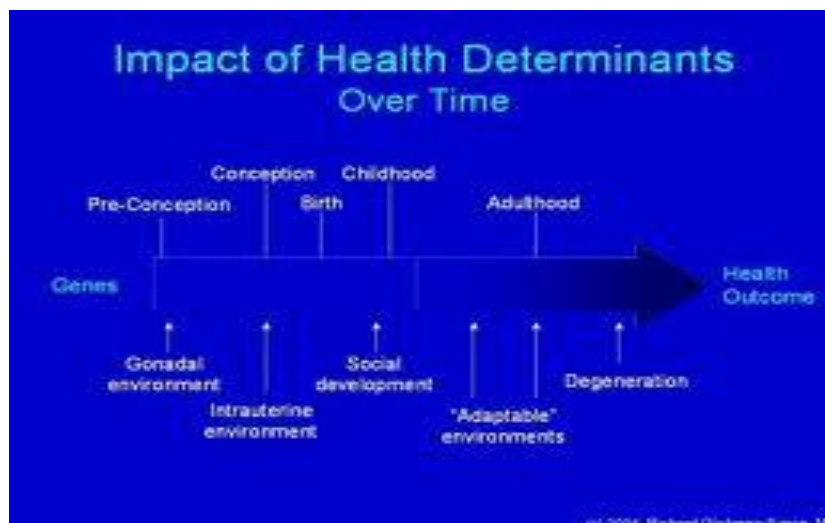 Impact of Health Determinants
Over Time
Conception Childhood
Pre-Conception Birth Adulthood
Genes
Health
Outcome
Gonadal
environment
Social
development
Degeneration
Intrauterine
environment
"Adaptable"
environments